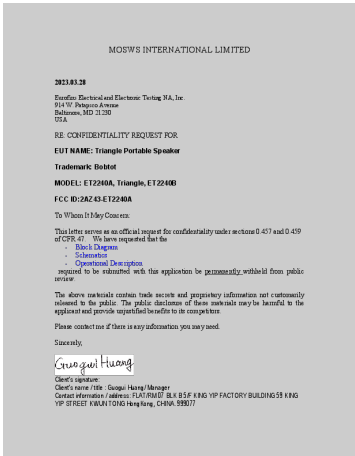 MOSWS INTERNATIONAL LIMITED
2023.03.28
Eurofins Electrical and Electronic Testing NA, Inc.
914 W. Patapsco Avenue
Baltimore, MD 21230
USA
RE: CONFIDENTIALITY REQUEST FOR
EUT NAME: Triangle Portable Speaker
Trademark: Bobtot
MODEL: ET2240A, Triangle, ET2240B
FCC ID:2AZ43-ET2240A
To Whom It May Concern:
This letter serves as an official request for confidentiality under sections 0.457 and 0.459
of CFR 47. We have requested that the
- Block Diagram
- Schematics
- Operational Description
required to be submitted with this application be permanently withheld from public
review.
The above materials contain trade secrets and proprietary information not customarily
released to the public. The public disclosure of these materials may be harmful to the
applicant and provide unjustified benefits to its competitors.
Please contact me if there is any information you may need.
Sincerely,
Guogui Huang
Client's signature:
Client's name / title : Guogui Huang/ Manager
Contact information / address: FLAT/RM 07 BLK B 5/F KING YIP FACTORY BUILDING 59 KING
YIP STREET KWUN TONG Hong Kong, CHINA. 999077